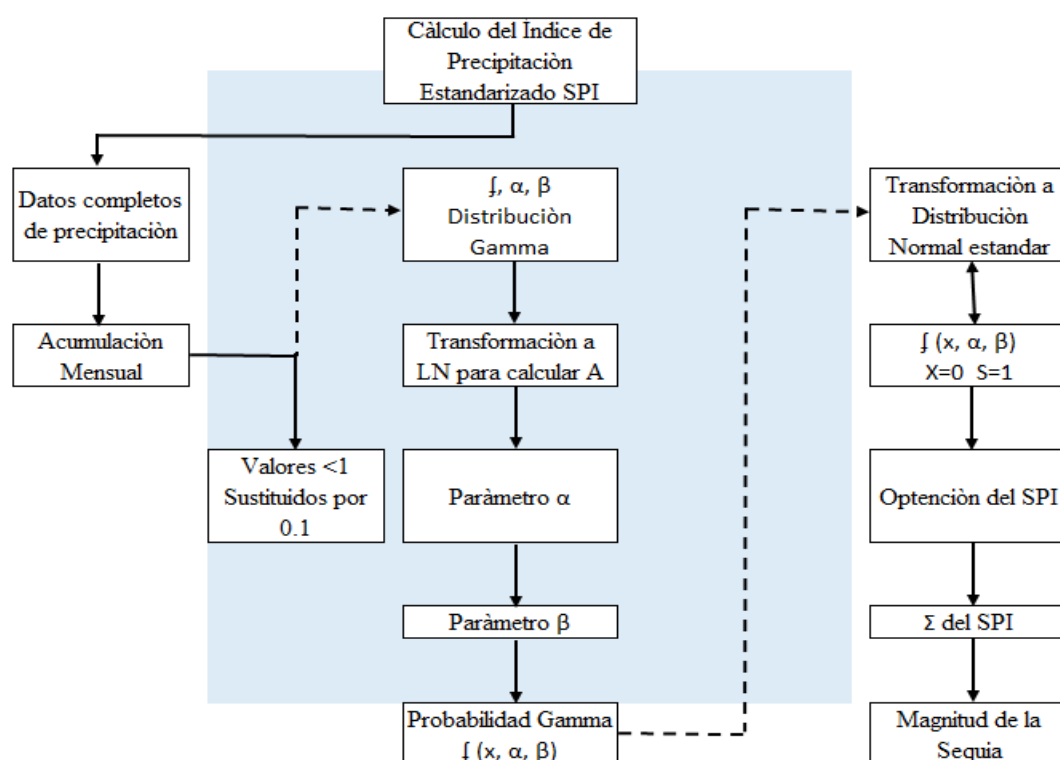 Càlculo del Índice de
Precipitaciòn
Estandarizado SPI
Datos completos
de precipitaciòn
Acumulaciòn
Mensual
Valores <1
Sustituidos por
0.1
⨍, α, β
Distribuciòn
Gamma
Transformaciòn a
LN para calcular A
Paràmetro α
Paràmetro β
Probabilidad Gamma
⨍ (x, α, β)
Transformaciòn a
Distribuciòn
Normal estandar
⨍ (x, α, β)
X=0 S=1
Optenciòn del SPI
Σ del SPI
Magnitud de la
Sequia